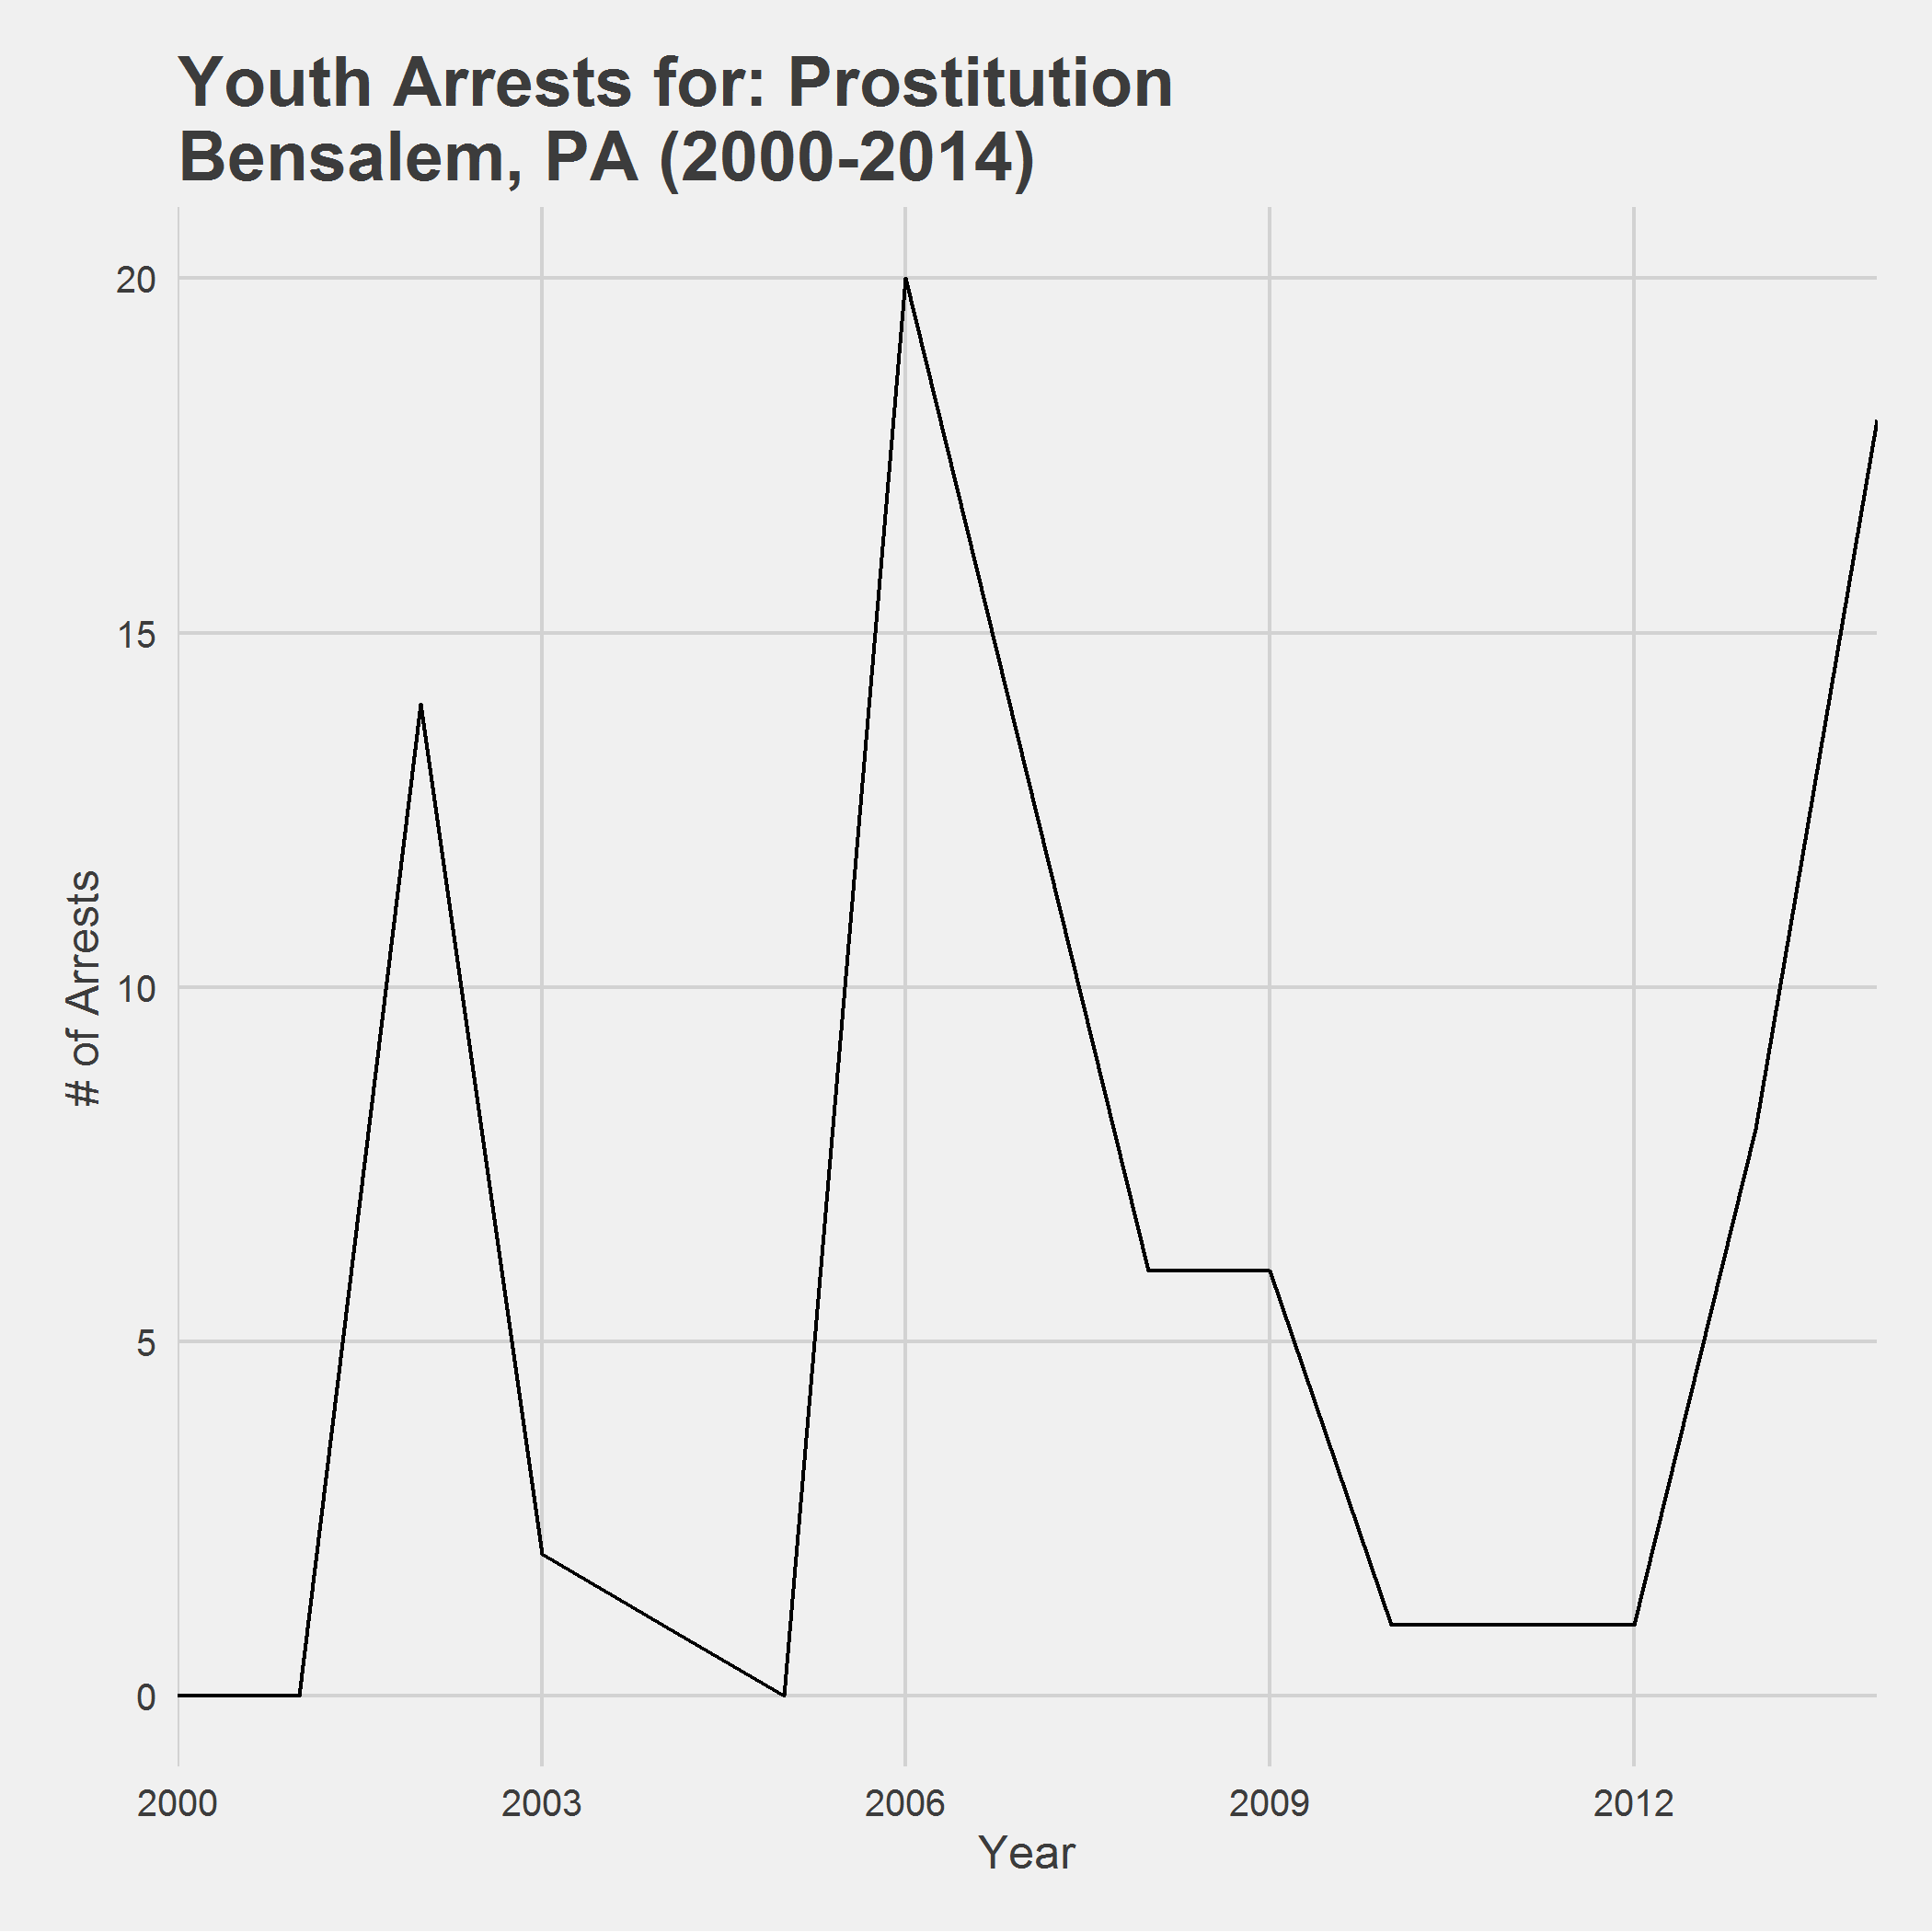 Youth Arrests for: Prostitution
Bensalem, PA (2000-2014)
20
15
10
5
0
# of Arrests
2000 2003 2006 2009 2012
Year